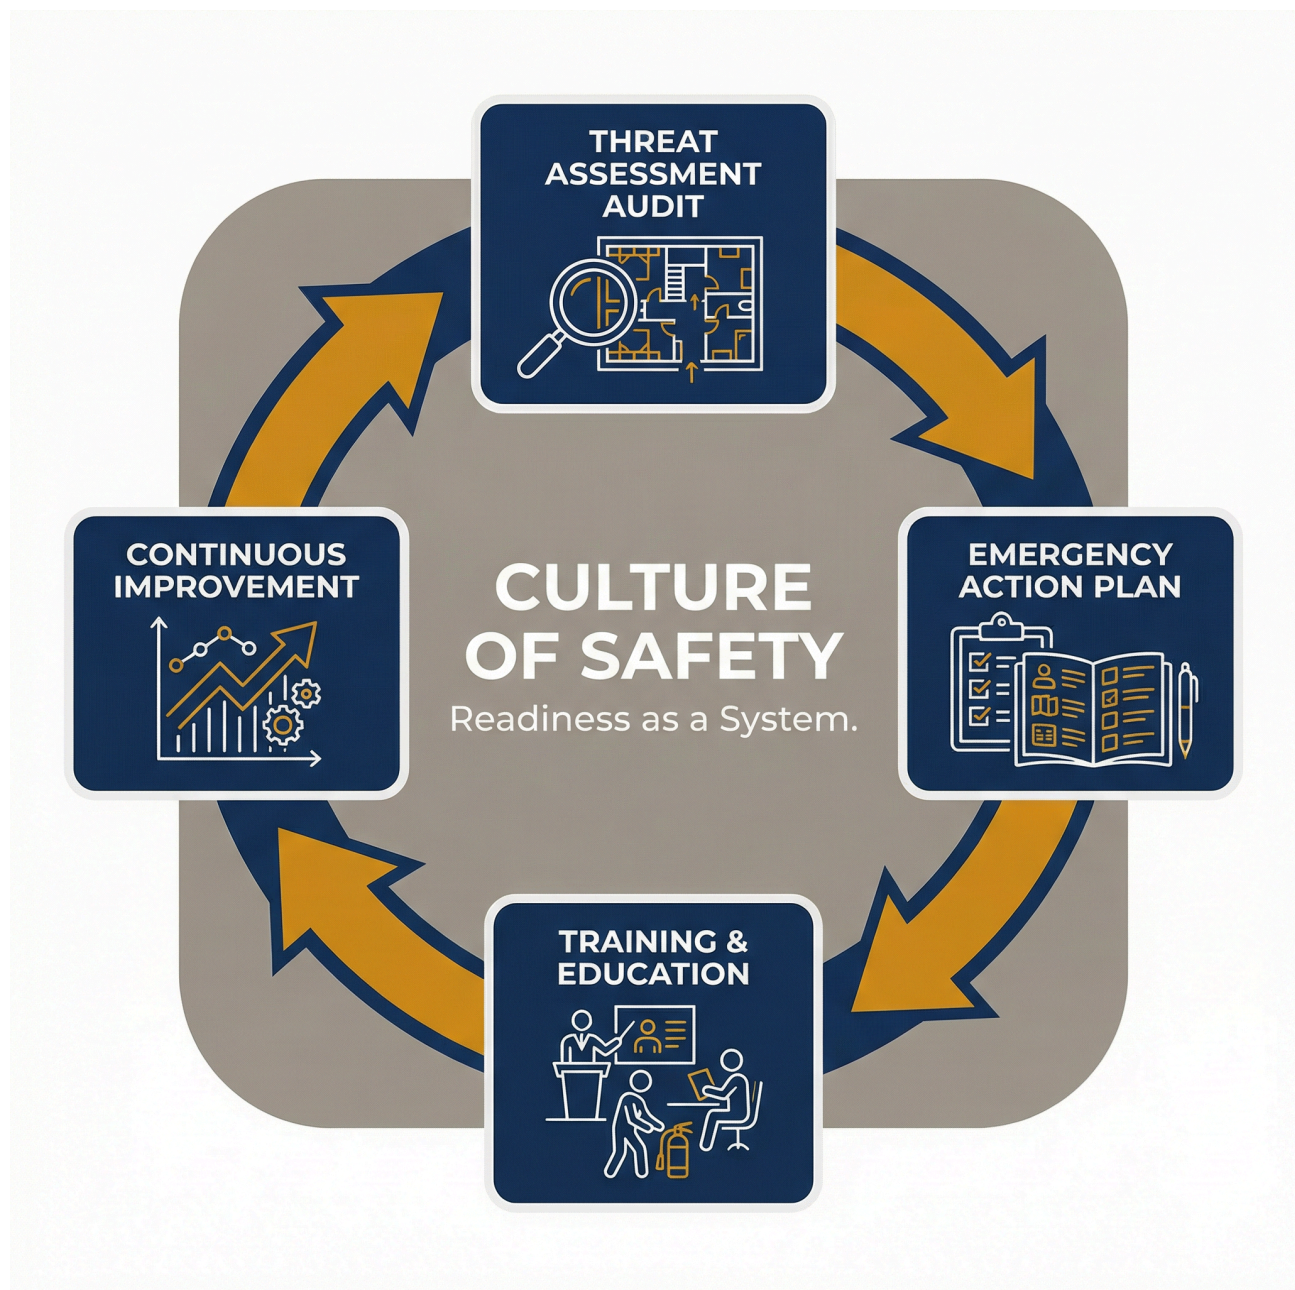 THREAT
ASSESSMENT
AUDIT
CONTINUOUS
IMPROVEMENT
CULTURE
OF SAFETY
Readiness as a System.
EMERGENCY
ACTION PLAN
TRAINING &
EDUCATION